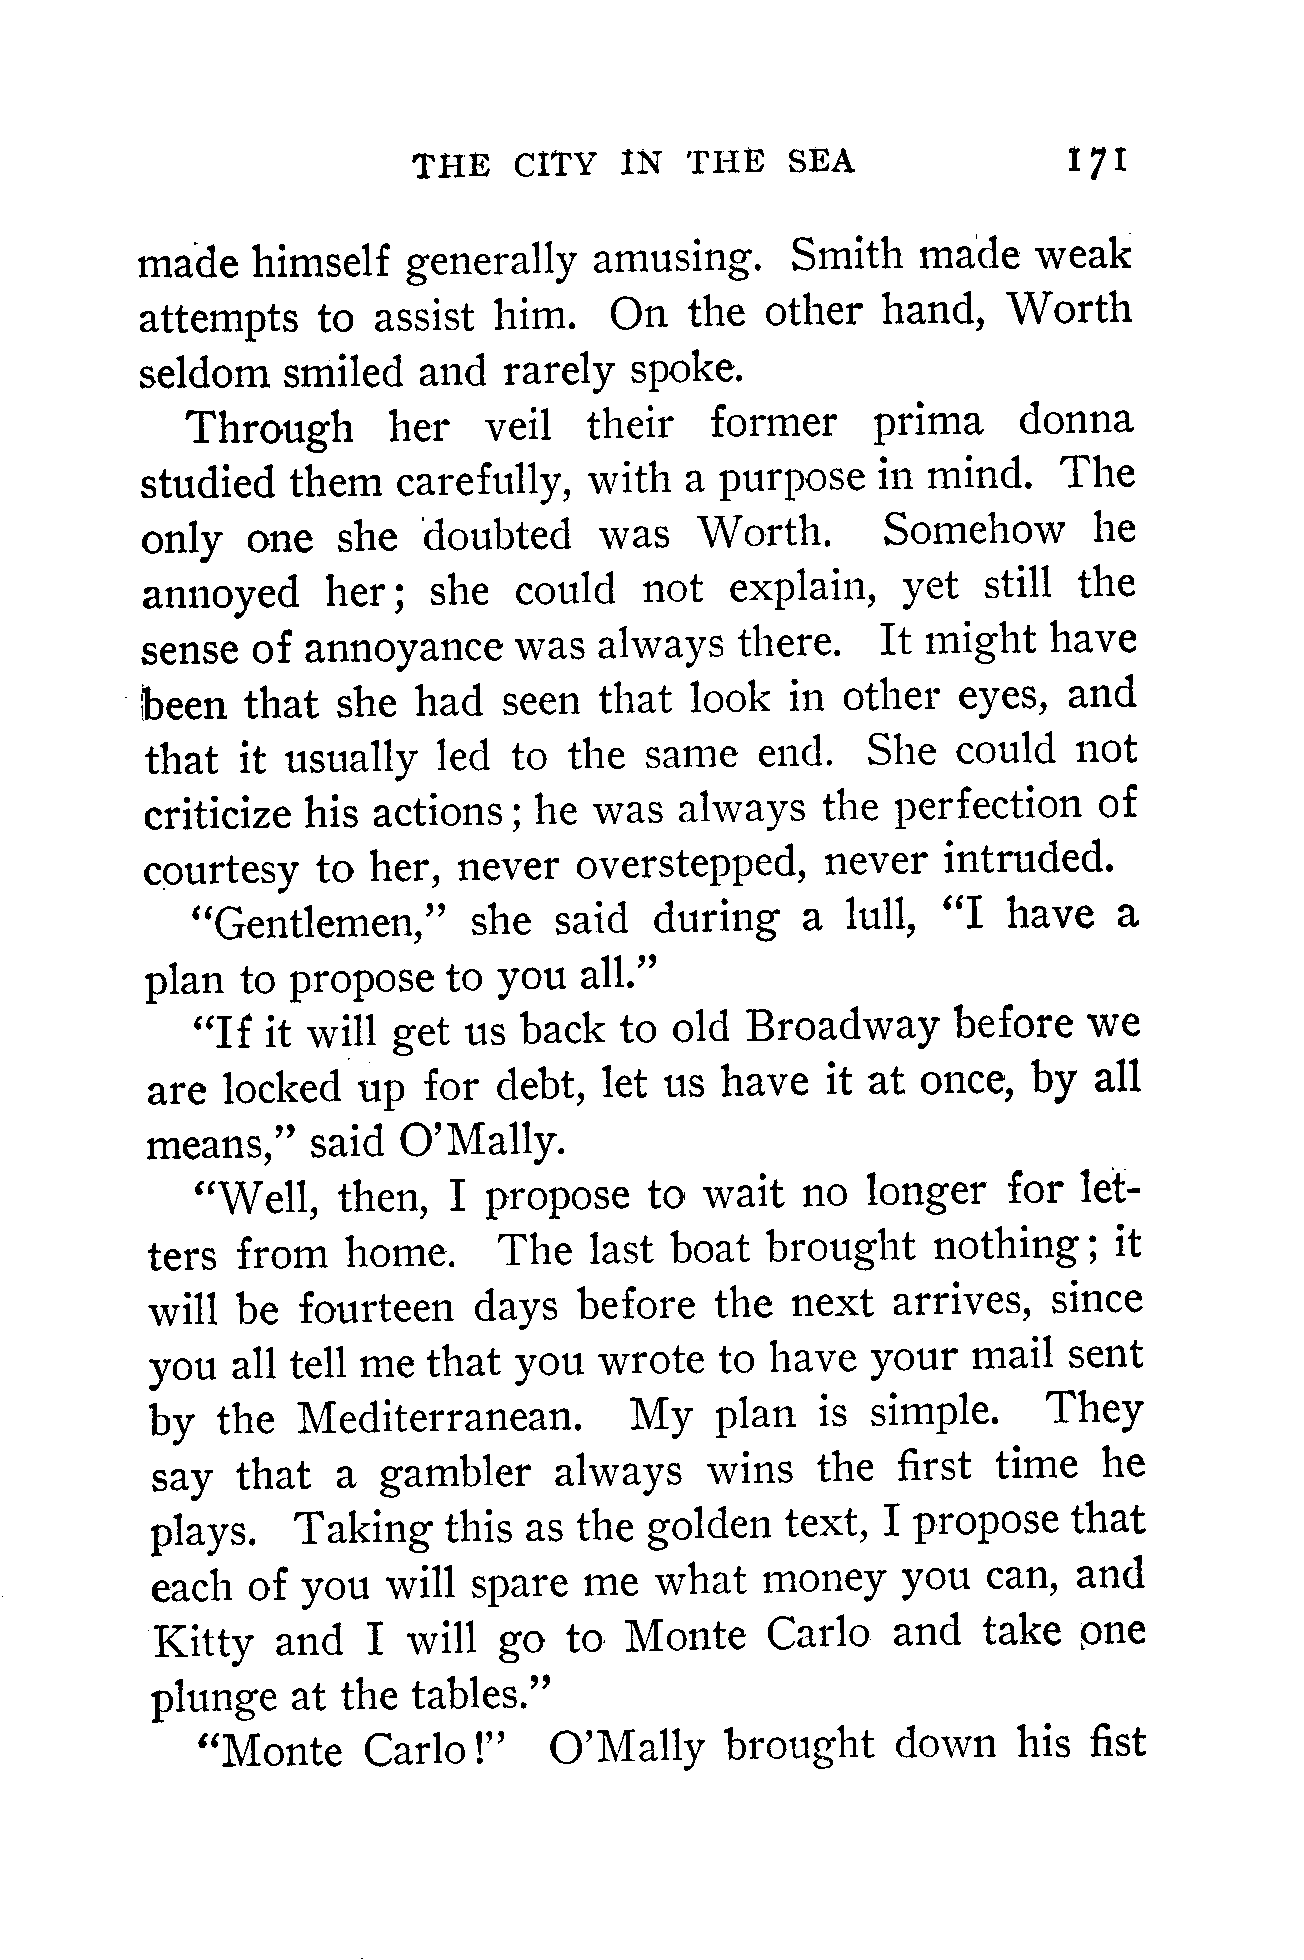 THE CITY IN THE SEA 171
made himself generally amusing. Smith made weak
attempts to assist him. On the other hand, Worth
seldom smiled and rarely spoke.
Through her veil their former prima donna
studied them carefully, with a purpose in mind. The
only one she doubted was Worth. Somehow he
annoyed her; she could not explain, yet still the
sense of annoyance was always there. It might have
been that she had seen that look in other eyes, and
that it usually led to the same end. She could not
criticize his actions; he was always the perfection of
courtesy to her, never overstepped, never intruded.
“Gentlemen,” she said during a lull, “I have a
plan to propose to you all.”
“If it will get us back to old Broadway before we
are locked up for debt, let us have it at once, by all
means,” said O’Mally.
“Well, then, I propose to wait no longer for let-
ters from home. The last boat brought nothing; it
will be fourteen days before the next arrives, since
you all tell me that you wrote to have your mail sent
by the Mediterranean. My plan is simple. They
say that a gambler always wins the first time he
plays. Taking this as the golden text, I propose that
each of you will spare me what money you can, and
Kitty and I will go to Monte Carlo and take one
plunge at the tables.”
“Monte Carlo!” O’Mally brought down his fist